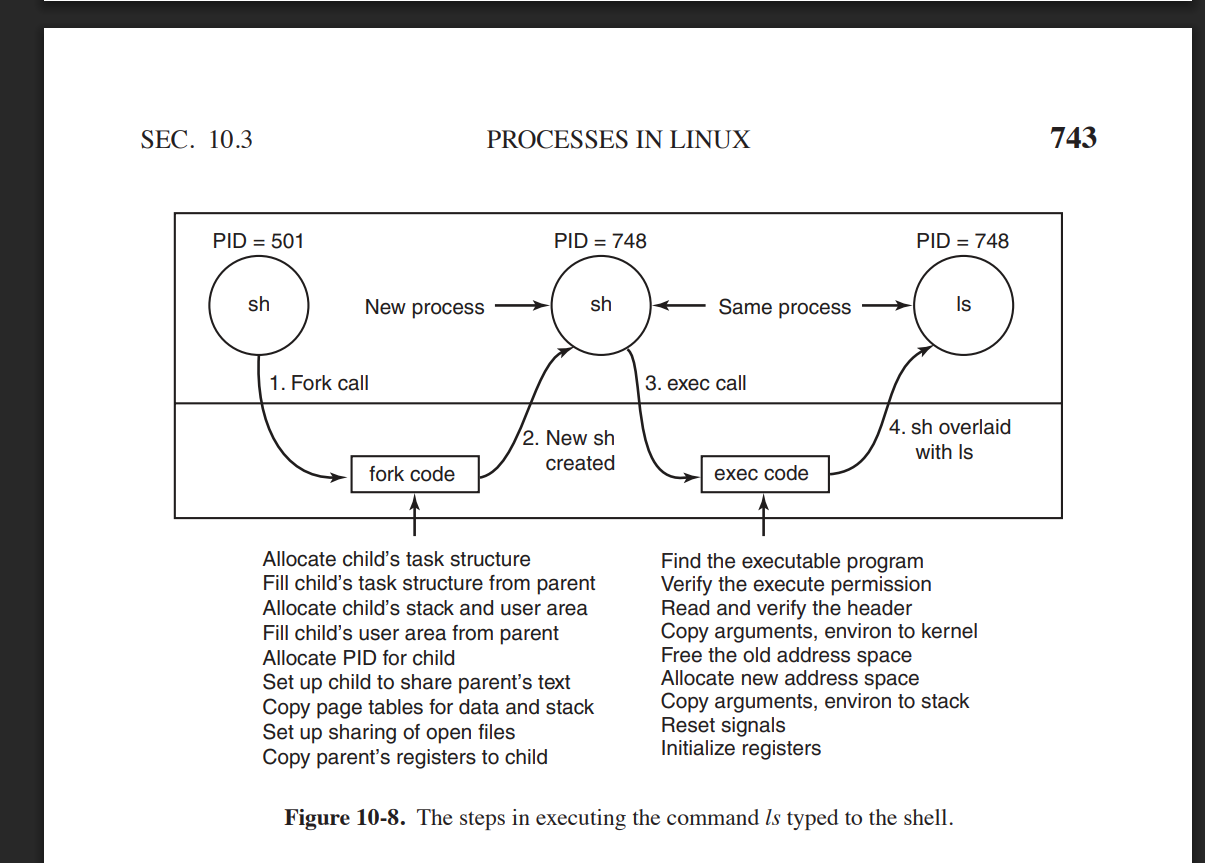 SEC. 10.3 PROCESSES IN LINUX 743
PID = 501 PID = 748 PID = 748
sh New process sh Same process ls
1. Fork call 3. exec call
2. New sh
created
4. sh overlaid
with ls
fork code exec code
Allocate child’s task structure
Fill child’s task structure from parent
Allocate child’s stack and user area
Fill child’s user area from parent
Allocate PID for child
Set up child to share parent’s text
Copy page tables for data and stack
Set up sharing of open files
Copy parent’s registers to child
Find the executable program
Verify the execute permission
Read and verify the header
Copy arguments, environ to kernel
Free the old address space
Allocate new address space
Copy arguments, environ to stack
Reset signals
Initialize registers
Figure 10-8. The steps in executing the command ls typed to the shell.